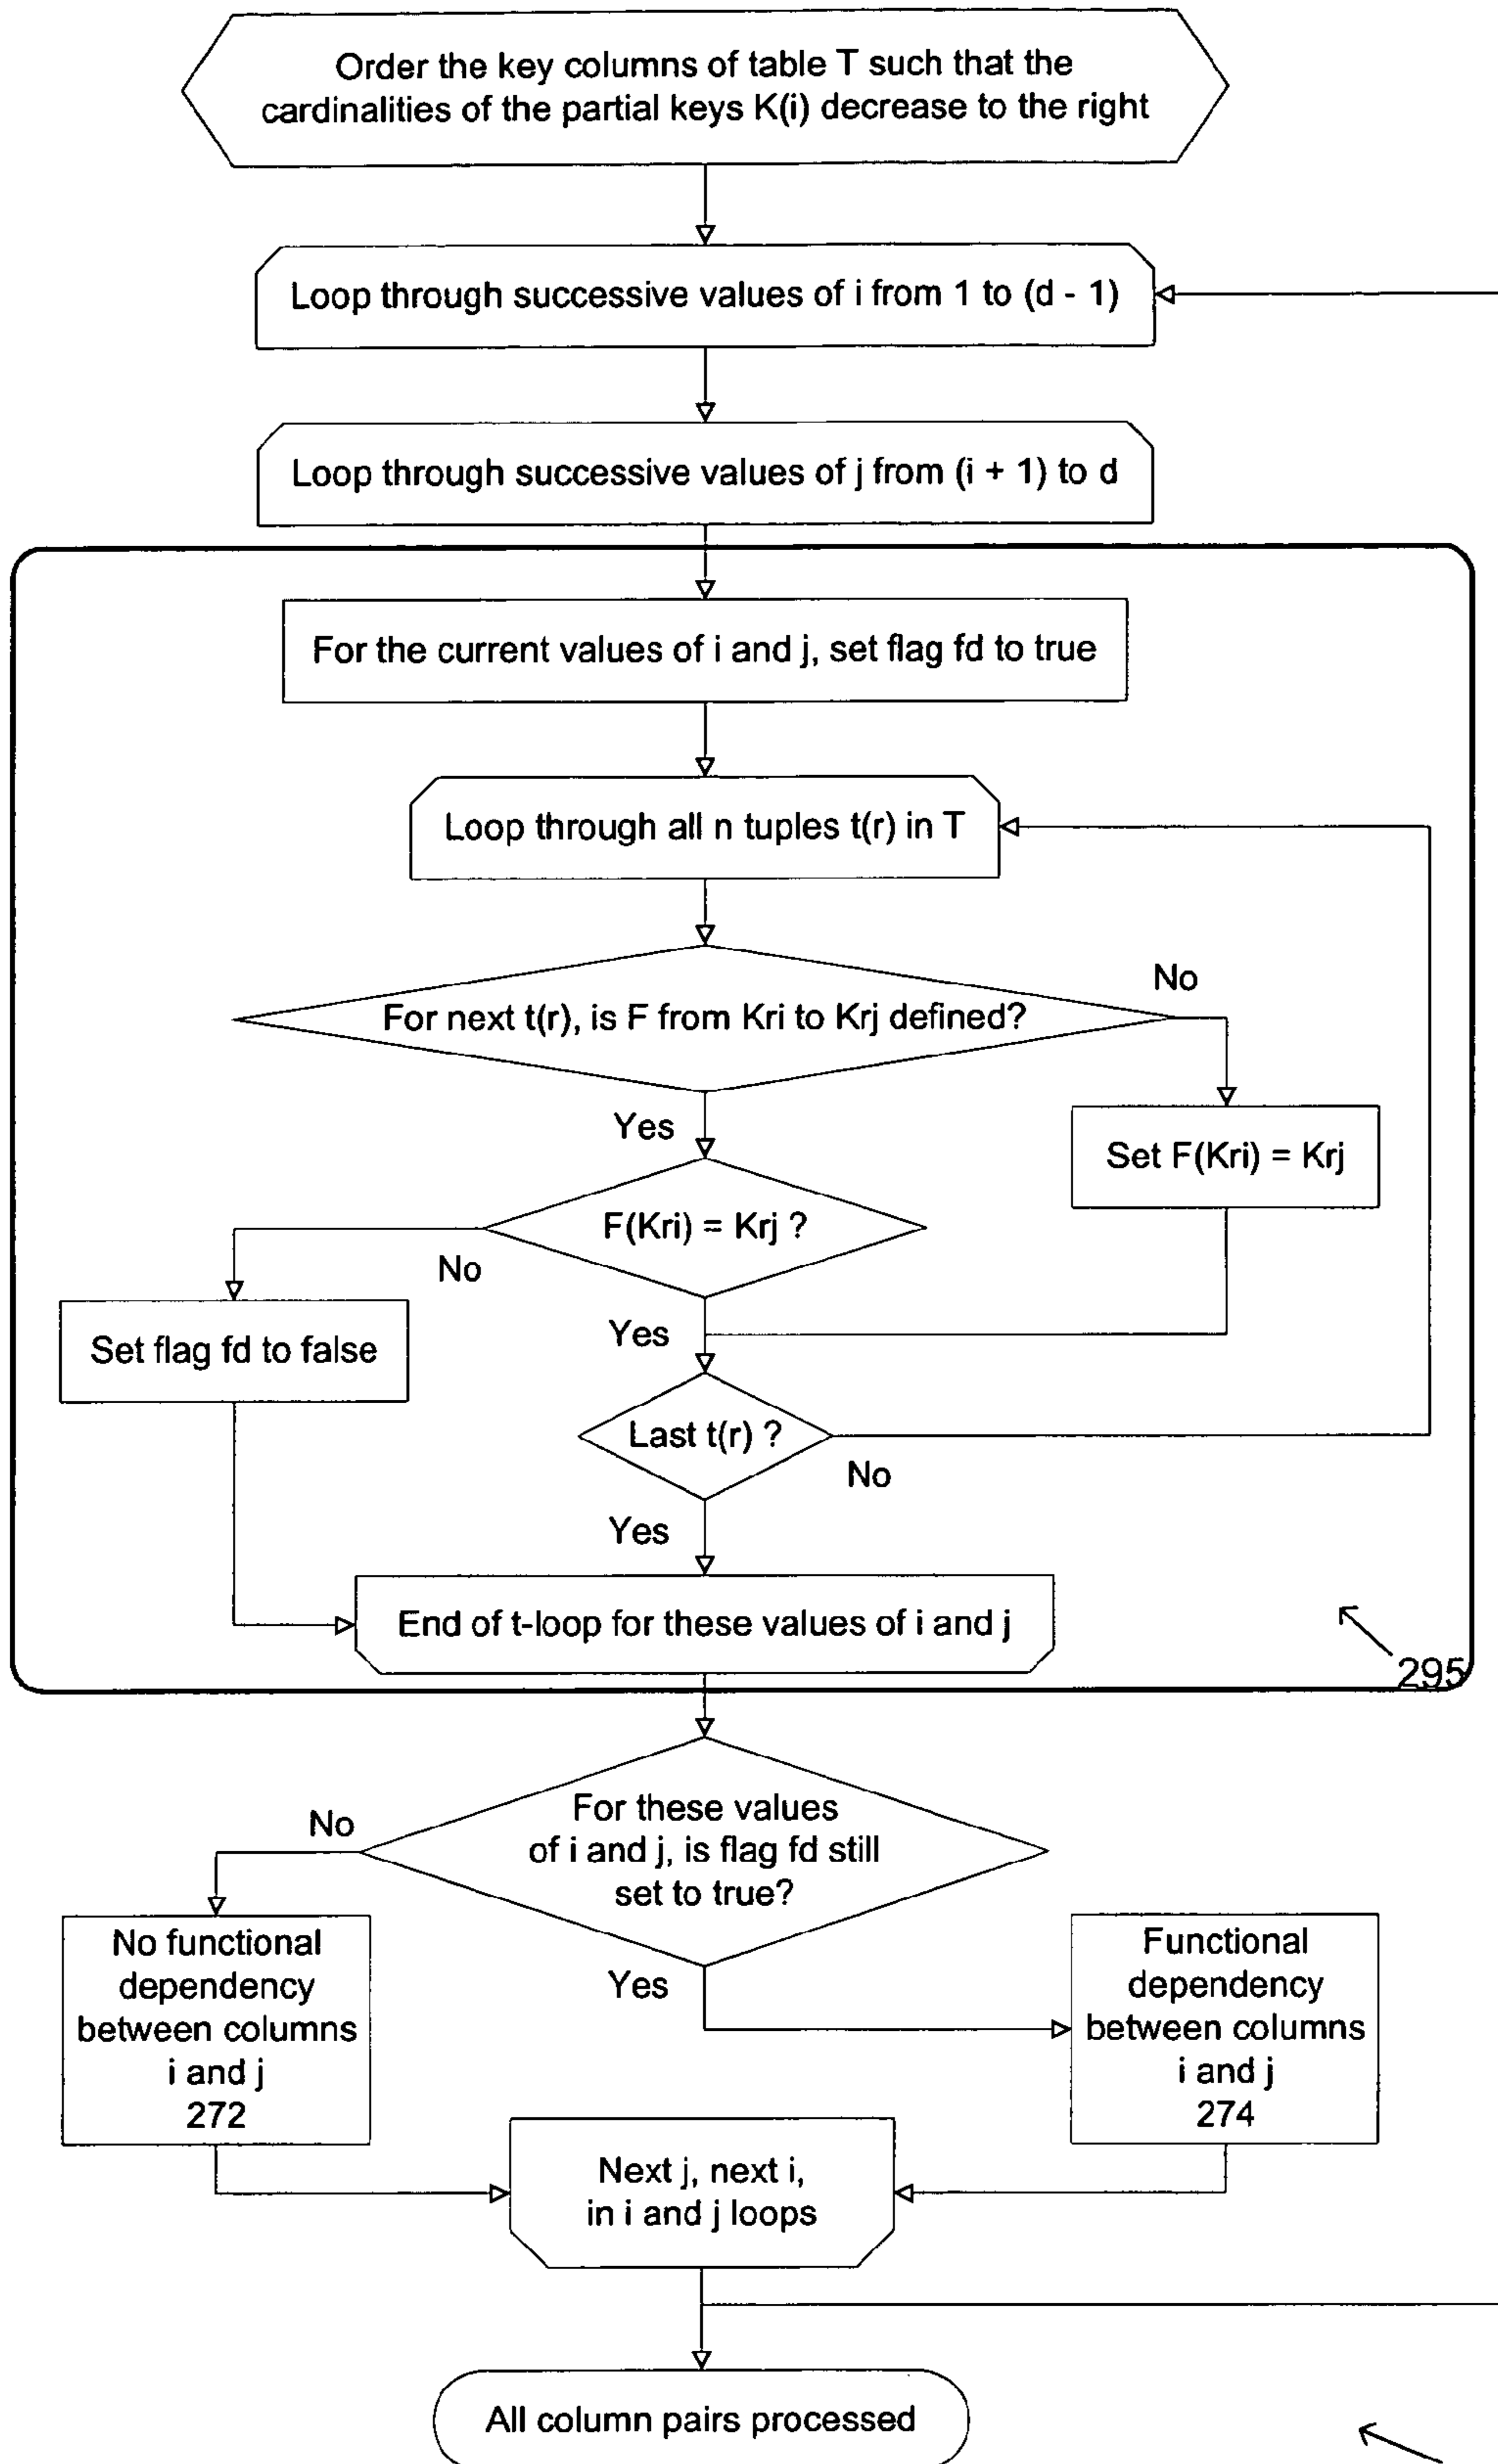 Order the key columns of table T such that the
cardinalities of the partial keys K(i) decrease to the right
Loop through successive values of i from 1 to (d - 1)
Loop through successive values of j from (i + 1) to d
For the current values of i and j, set flag fd to true
Loop through all n tuples t(r) in T
No
For next t(r), is F from Kri to Krj defined?
Yes
Set F(Kri) = Krj
F(Kri) = Krj ?
No
Set flag fd to false
Yes
Last t(r) ?
No
Yes
End of t-loop for these values of i and j
295
For these values
of i and j, is flag fd still
set to true?
No
Yes
No functional
dependency
between columns
i and j
272
Functional
dependency
between columns
i and j
274
Next j, next i,
in i and j loops
All column pairs processed